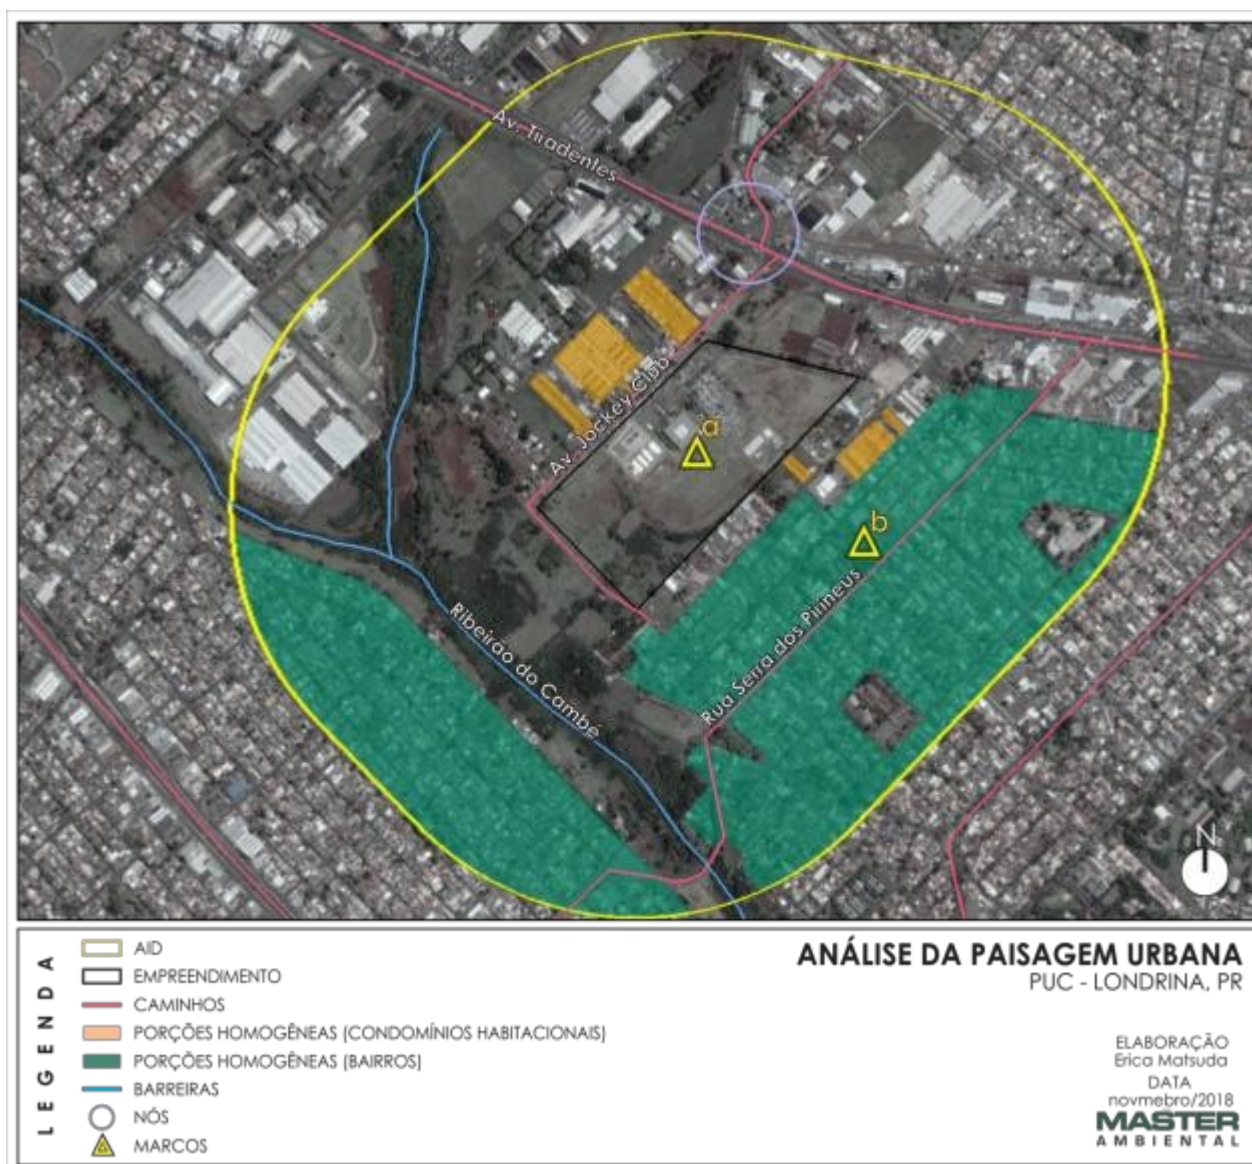 Av. Tiradentes
Av. Jockey Club
a
b
Rua Serra dos Pirineus
Ribeirão do Cambé
N
LEGENDA
AID
EMPREENDIMENTO
CAMINHOS
PORÇÕES HOMOGÊNEAS (CONDOMÍNIOS HABITACIONAIS)
PORÇÕES HOMOGÊNEAS (BAIRROS)
BARREIRAS
NÓS
MARCOS
ANÁLISE DA PAISAGEM URBANA
PUC - LONDRINA, PR
ELABORAÇÃO
Erica Matsuda
DATA
novmebro/2018
MASTER
AMBIENTAL